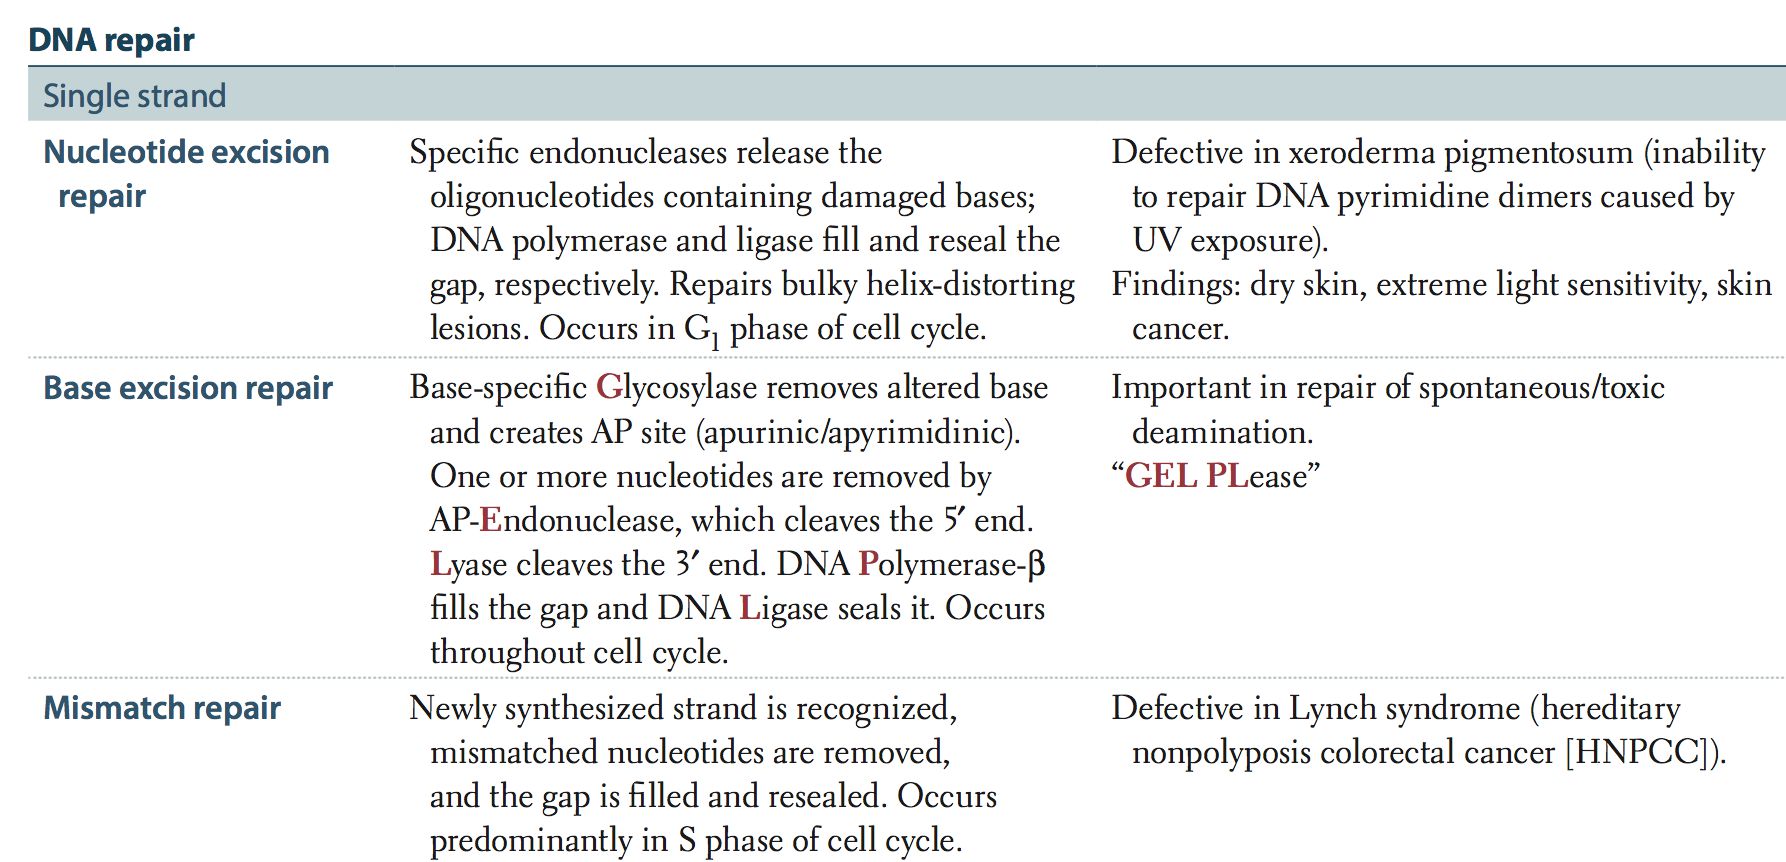 DNA repair
Single strand
Nucleotide excision
repair
Specific endonucleases release the
oligonucleotides containing damaged bases;
DNA polymerase and ligase fill and reseal the
gap, respectively. Repairs bulky helix-distorting
lesions. Occurs in G₁ phase of cell cycle.
Defective in xeroderma pigmentosum (inability
to repair DNA pyrimidine dimers caused by
UV exposure).
Findings: dry skin, extreme light sensitivity, skin
cancer.
Base excision repair
Base-specific Glycosylase removes altered base
and creates AP site (apurinic/apyrimidinic).
One or more nucleotides are removed by
AP-Endonuclease, which cleaves the 5′ end.
Lyase cleaves the 3′ end. DNA Polymerase-β
fills the gap and DNA Ligase seals it. Occurs
throughout cell cycle.
Important in repair of spontaneous/toxic
deamination.
“GEL PLease”
Mismatch repair
Newly synthesized strand is recognized,
mismatched nucleotides are removed,
and the gap is filled and resealed. Occurs
predominantly in S phase of cell cycle.
Defective in Lynch syndrome (hereditary
nonpolyposis colorectal cancer [HNPCC]).